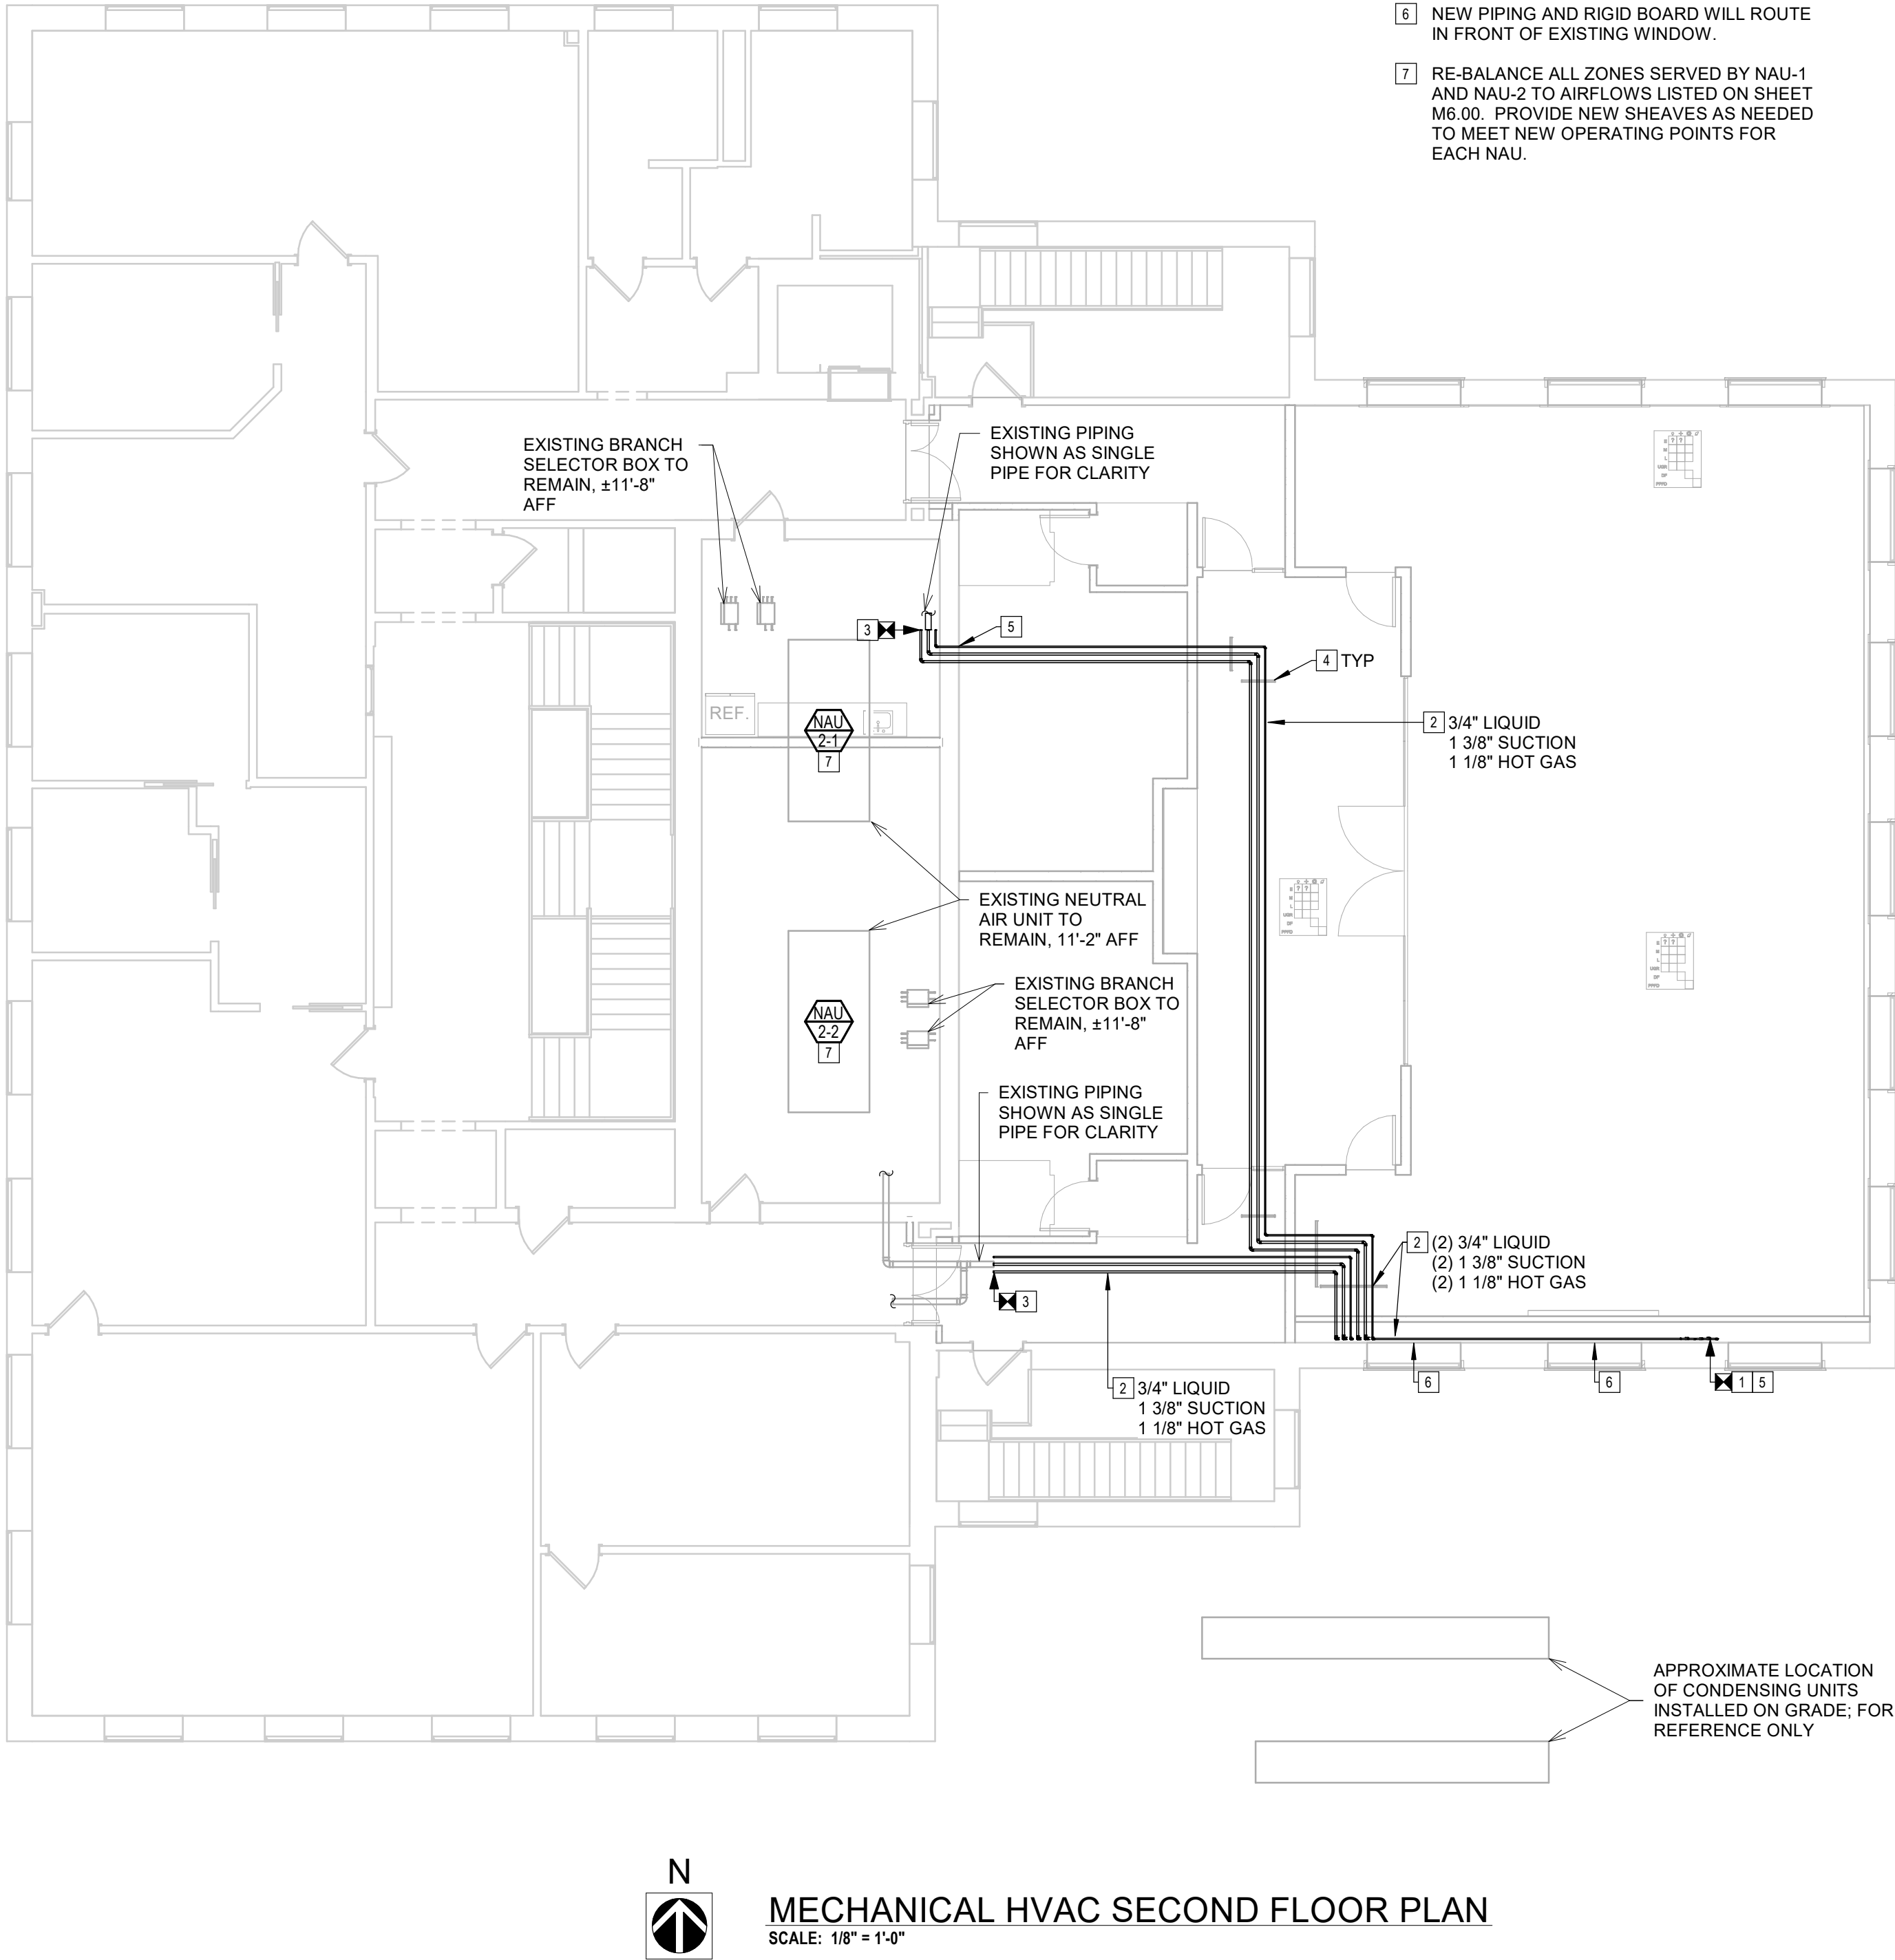 6 NEW PIPING AND RIGID BOARD WILL ROUTE
IN FRONT OF EXISTING WINDOW.
7 RE-BALANCE ALL ZONES SERVED BY NAU-1
AND NAU-2 TO AIRFLOWS LISTED ON SHEET
M6.00. PROVIDE NEW SHEAVES AS NEEDED
TO MEET NEW OPERATING POINTS FOR
EACH NAU.
EXISTING BRANCH
SELECTOR BOX TO
REMAIN, ±11'-8"
AFF
EXISTING PIPING
SHOWN AS SINGLE
PIPE FOR CLARITY
3
5
4 TYP
REF.
NAU
2-1
7
2 3/4" LIQUID
1 3/8" SUCTION
1 1/8" HOT GAS
EXISTING NEUTRAL
AIR UNIT TO
REMAIN, 11'-2" AFF
EXISTING BRANCH
SELECTOR BOX TO
REMAIN, ±11'-8"
AFF
NAU
2-2
7
EXISTING PIPING
SHOWN AS SINGLE
PIPE FOR CLARITY
2 (2) 3/4" LIQUID
(2) 1 3/8" SUCTION
(2) 1 1/8" HOT GAS
3
2 3/4" LIQUID
1 3/8" SUCTION
1 1/8" HOT GAS
6
6
1 5
APPROXIMATE LOCATION
OF CONDENSING UNITS
INSTALLED ON GRADE; FOR
REFERENCE ONLY
N
MECHANICAL HVAC SECOND FLOOR PLAN
SCALE: 1/8" = 1'-0"